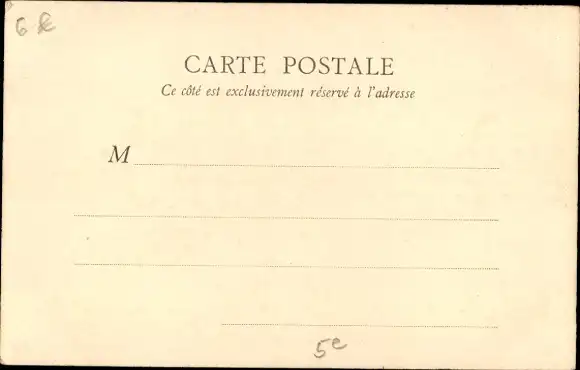 6 €
CARTE POSTALE
Ce côté est exclusivement réservé à l'adresse
M
5e